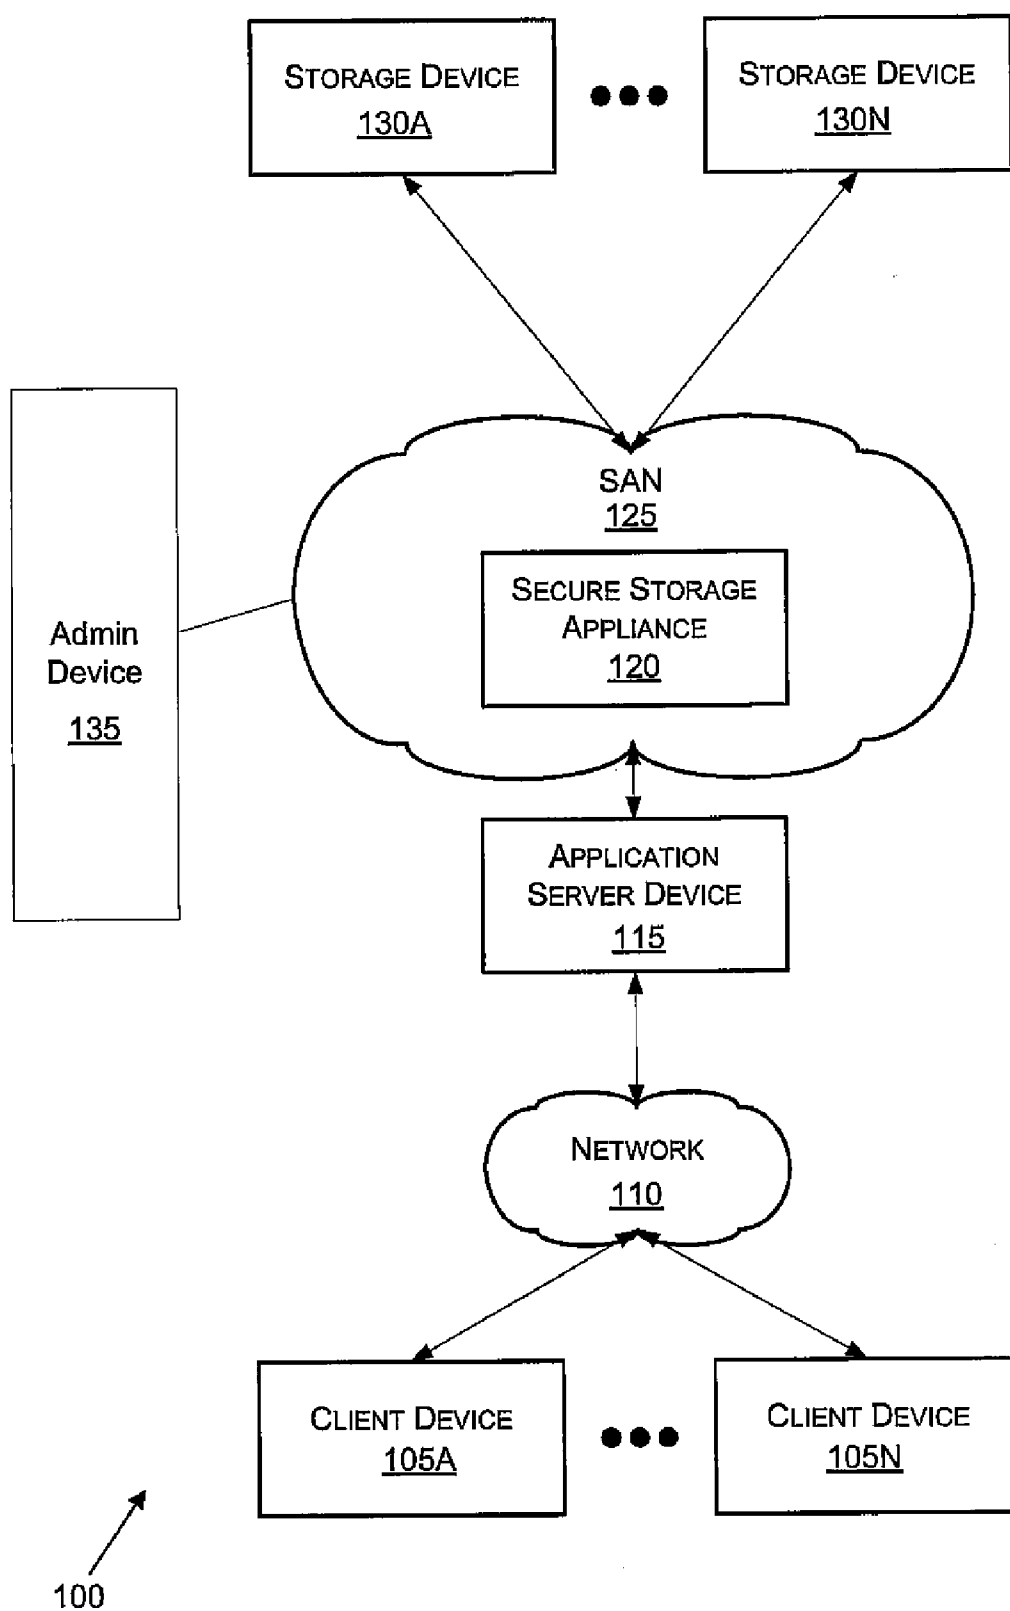 STORAGE DEVICE
130A
STORAGE DEVICE
130N
SAN
125
SECURE STORAGE
APPLIANCE
120
Admin
Device
135
APPLICATION
SERVER DEVICE
115
NETWORK
110
CLIENT DEVICE
105A
CLIENT DEVICE
105N
100